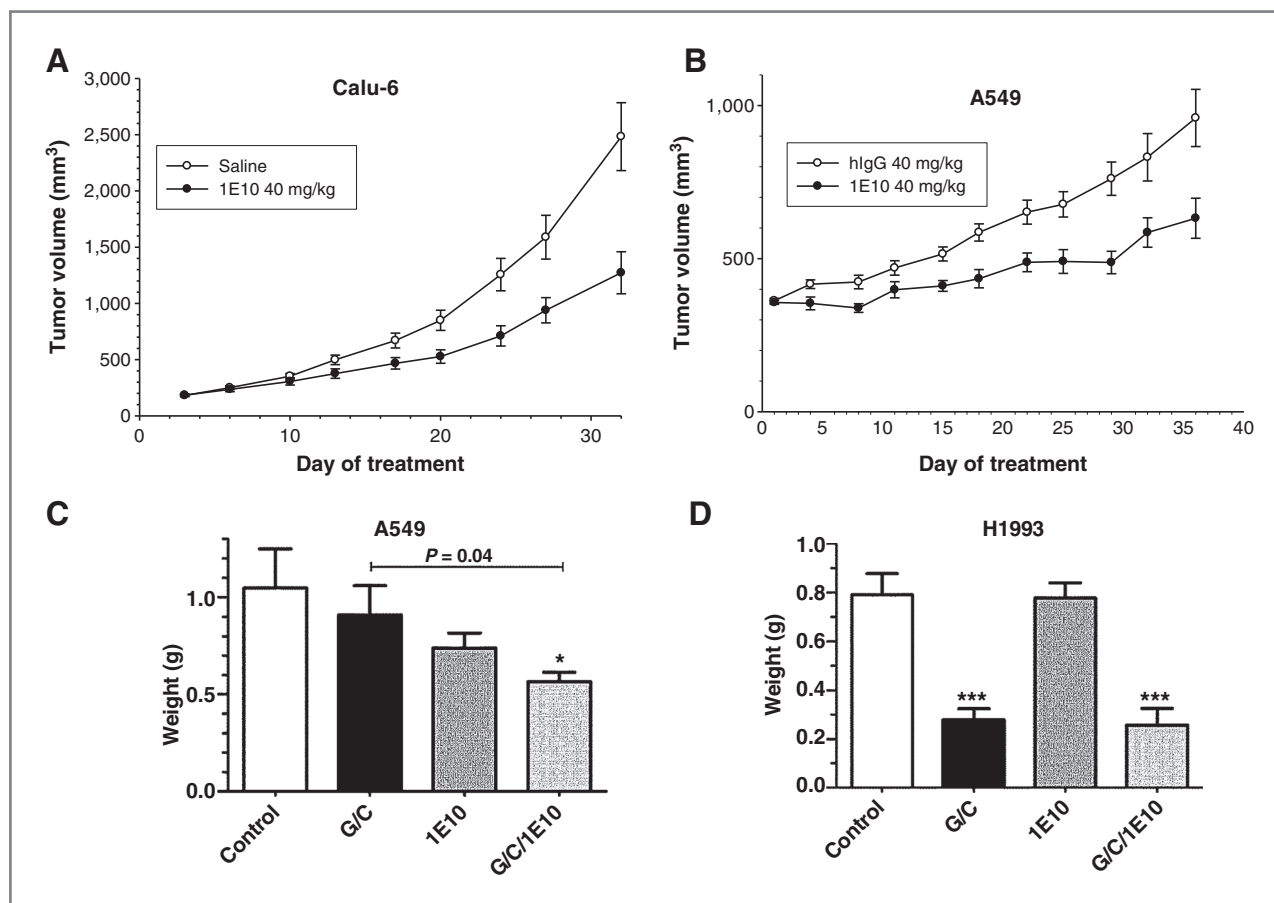 A
Calu-6
3,000
2,500
2,000
1,500
1,000
500
0
Tumor volume (mm³)
Saline
1E10 40 mg/kg
0 10 20 30
Day of treatment
B
A549
1,000
500
0
Tumor volume (mm³)
hIgG 40 mg/kg
1E10 40 mg/kg
0 5 10 15 20 25 30 35 40
Day of treatment
C
A549
P = 0.04
1.0
0.5
0.0
Weight (g)
*
Control G/C 1E10 G/C/1E10
D
H1993
1.0
0.8
0.6
0.4
0.2
0.0
Weight (g)
*** ***
Control G/C 1E10 G/C/1E10